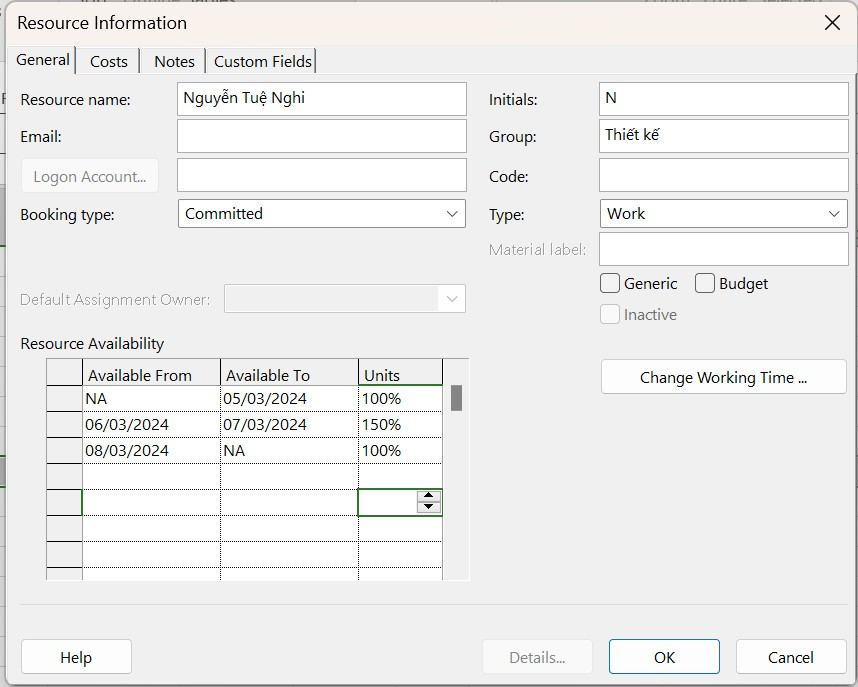 Resource Information
General Costs Notes Custom Fields
Resource name: Nguyễn Tuệ Nghi Initials: N
Email: Group: Thiết kế
Logon Account... Code:
Booking type: Committed Type: Work
Material label:
Generic Budget
Default Assignment Owner:
Inactive
Resource Availability
Available From Available To Units
Change Working Time ...
NA 05/03/2024 100%
06/03/2024 07/03/2024 150%
08/03/2024 NA 100%
Help Details... OK Cancel